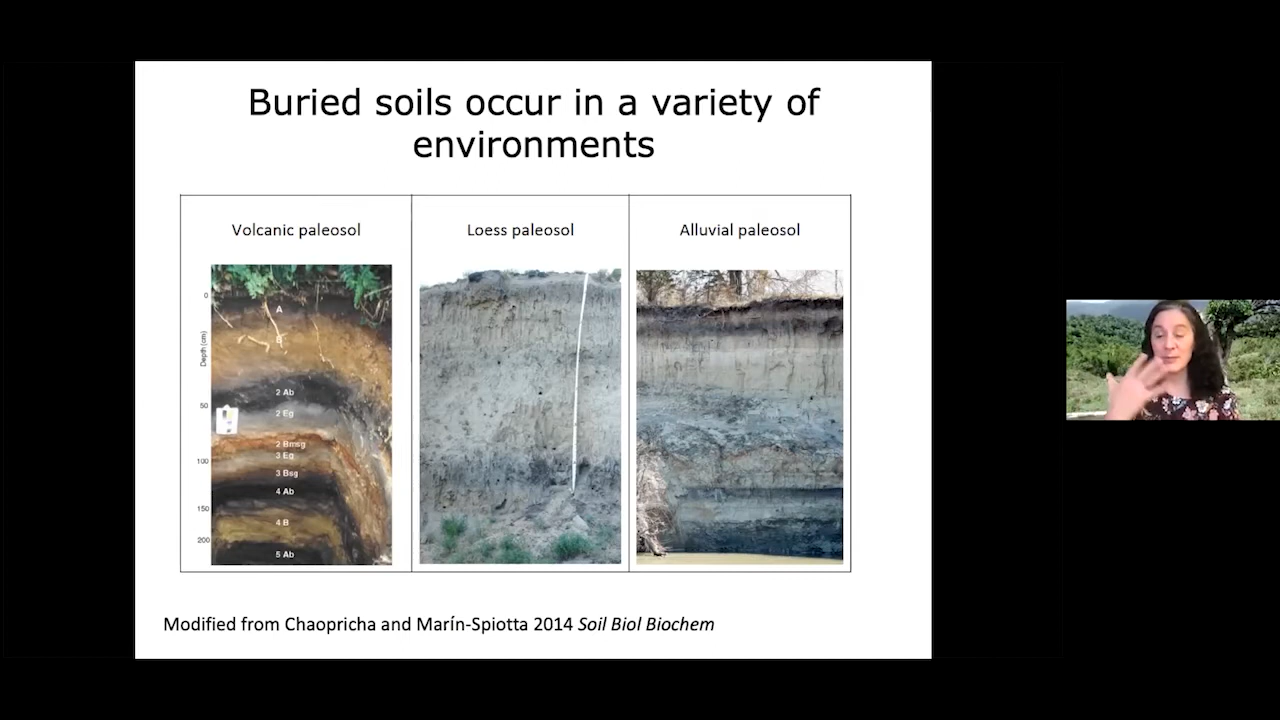 Buried soils occur in a variety of
environments
Volcanic paleosol
Loess paleosol
Alluvial paleosol
Depth (cm)
0
50
100
150
200
A
B
2 Ab
2 Eg
2 Bmsg
3 Eg
3 Bsg
4 Ab
4 B
5 Ab
Modified from Chaopricha and Marín-Spiotta 2014 Soil Biol Biochem